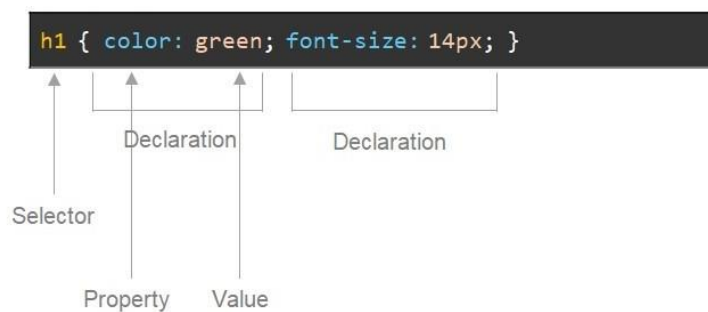 h1 { color: green; font-size: 14px; }
Declaration Declaration
Selector
Property Value